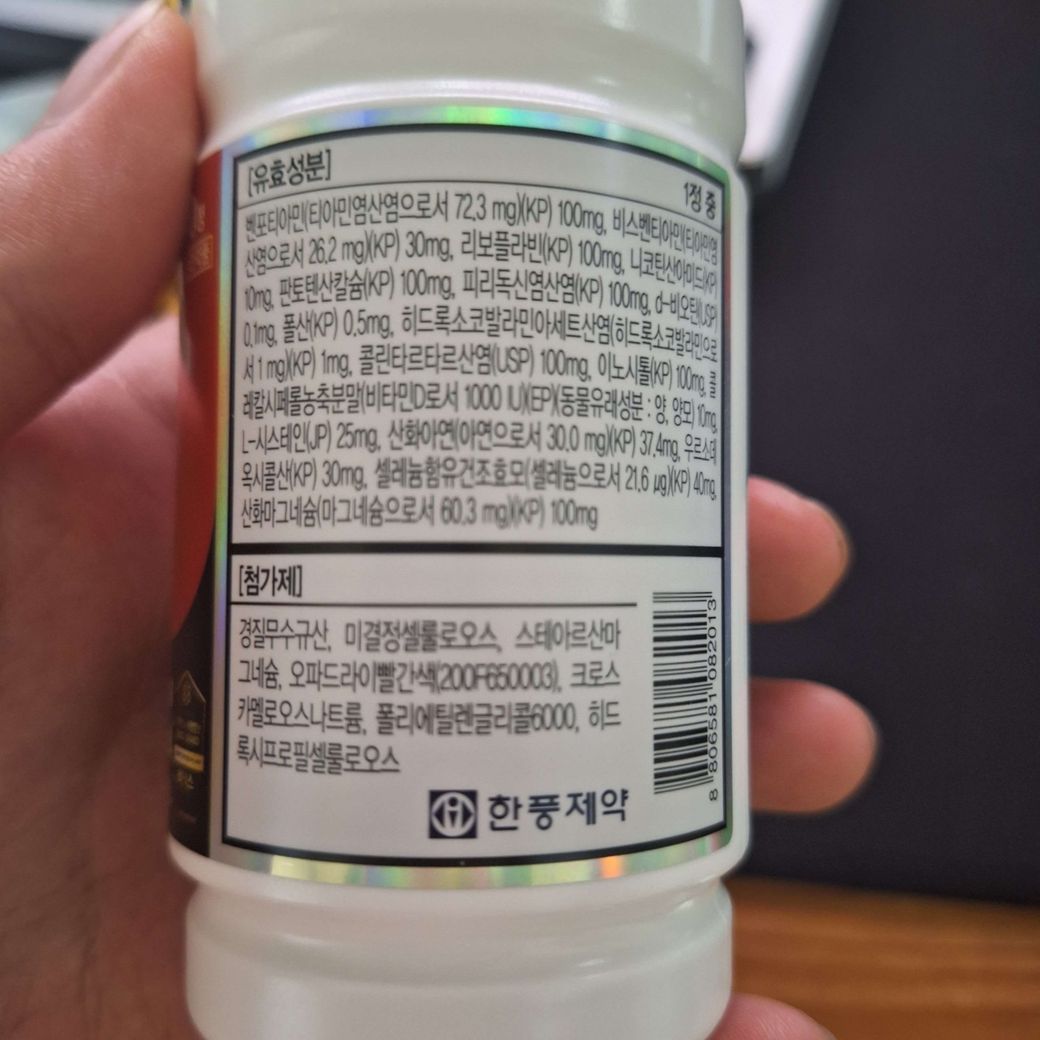 [유효성분]
1정 중
벤포티아민(티아민염산염으로서 72.3 mg)(KP) 100mg, 비스벤티아민(티아민염
산염으로서 26.2 mg)(KP) 30mg, 리보플라빈(KP) 100mg, 니코틴산아미드(KP)
10mg, 판토텐산칼슘(KP) 100mg, 피리독신염산염(KP) 100mg, d-비오틴(USP)
0.1mg, 폴산(KP) 0.5mg, 히드록소코발라민아세트산염(히드록소코발라민으로
서 1 mg)(KP) 1mg, 콜린타르타르산염(USP) 100mg, 이노시톨(KP) 100mg, 콜
레칼시페롤농축분말(비타민D로서 1000 IU)(EP)(동물유래성분 : 양, 양모) 10mg,
L-시스테인(JP) 25mg, 산화아연(아연으로서 30.0 mg)(KP) 37.4mg, 우르소데
옥시콜산(KP) 30mg, 셀레늄함유건조효모(셀레늄으로서 21.6 μg)(KP) 40mg,
산화마그네슘(마그네슘으로서 60.3 mg)(KP) 100mg
[첨가제]
경질무수규산, 미결정셀룰로오스, 스테아르산마
그네슘, 오파드라이빨간색(200F650003), 크로스
카멜로오스나트륨, 폴리에틸렌글리콜6000, 히드
록시프로필셀룰로오스
8 806581 082013
한풍제약